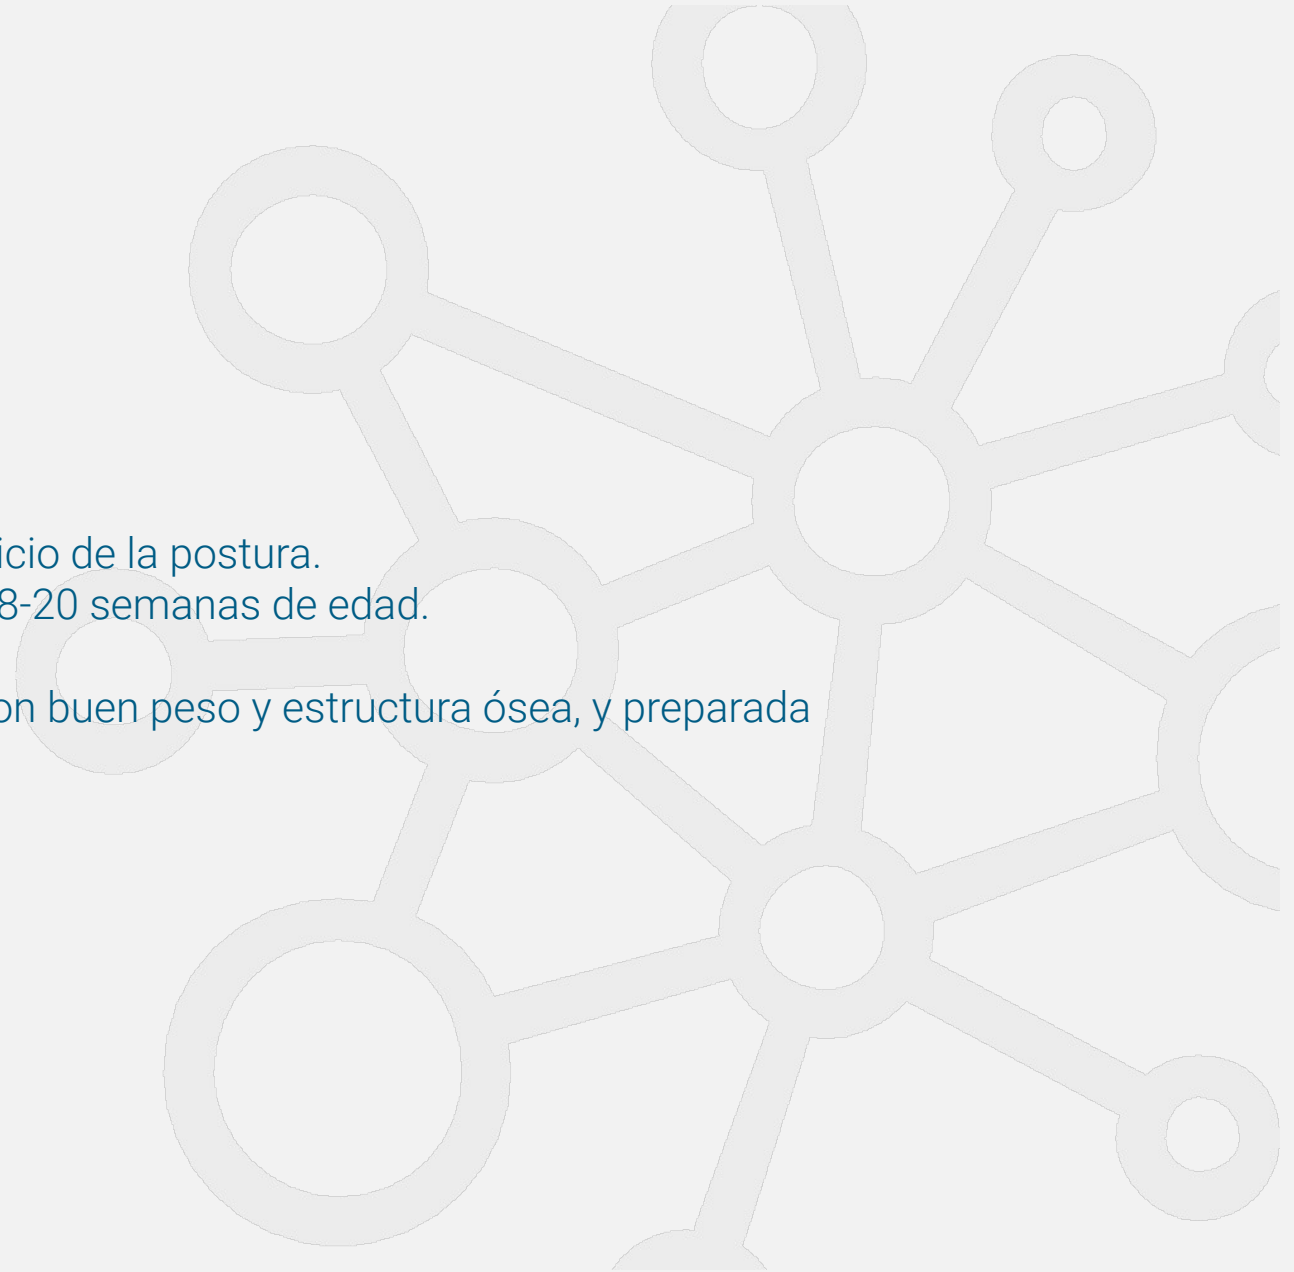 icio de la postura.
8-20 semanas de edad.
on buen peso y estructura ósea, y preparada